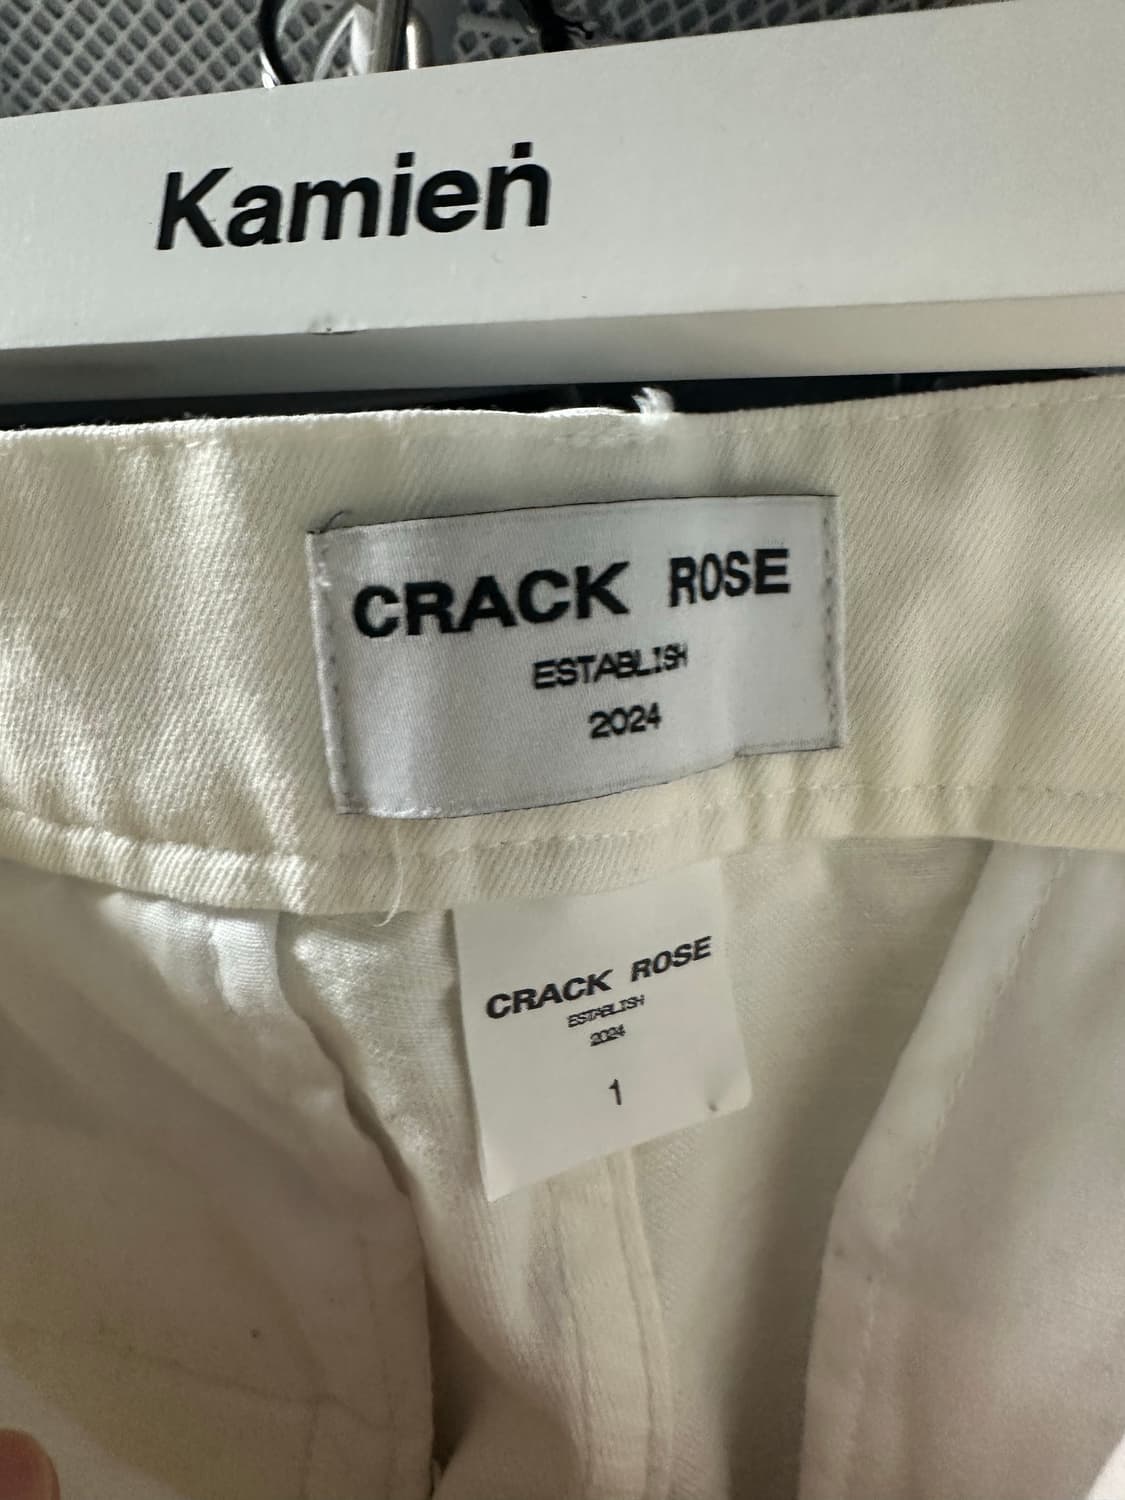 Kamień
CRACK ROSE
ESTABLISH
2024
CRACK ROSE
ESTABLISH
2024
1